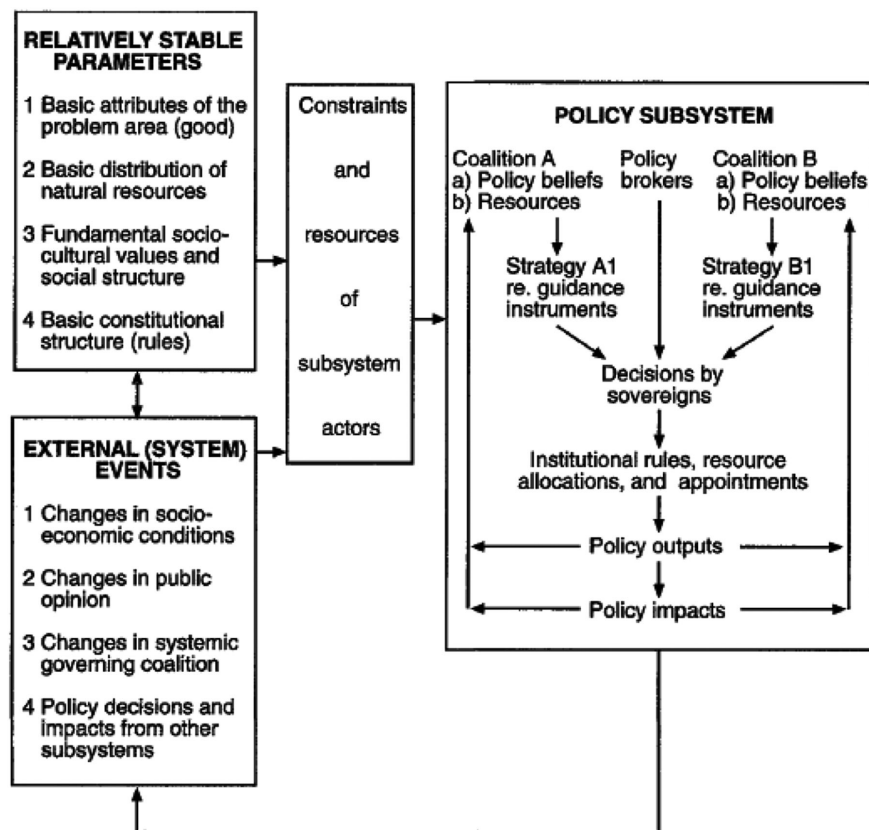 RELATIVELY STABLE
PARAMETERS
1 Basic attributes of the
problem area (good)
2 Basic distribution of
natural resources
3 Fundamental socio-
cultural values and
social structure
4 Basic constitutional
structure (rules)
EXTERNAL (SYSTEM)
EVENTS
1 Changes in socio-
economic conditions
2 Changes in public
opinion
3 Changes in systemic
governing coalition
4 Policy decisions and
impacts from other
subsystems
Constraints
and
resources
of
subsystem
actors
POLICY SUBSYSTEM
Coalition A
a) Policy beliefs
b) Resources
Policy
brokers
Coalition B
a) Policy beliefs
b) Resources
Strategy A1
re. guidance
instruments
Strategy B1
re. guidance
instruments
Decisions by
sovereigns
Institutional rules, resource
allocations, and appointments
Policy outputs
Policy impacts